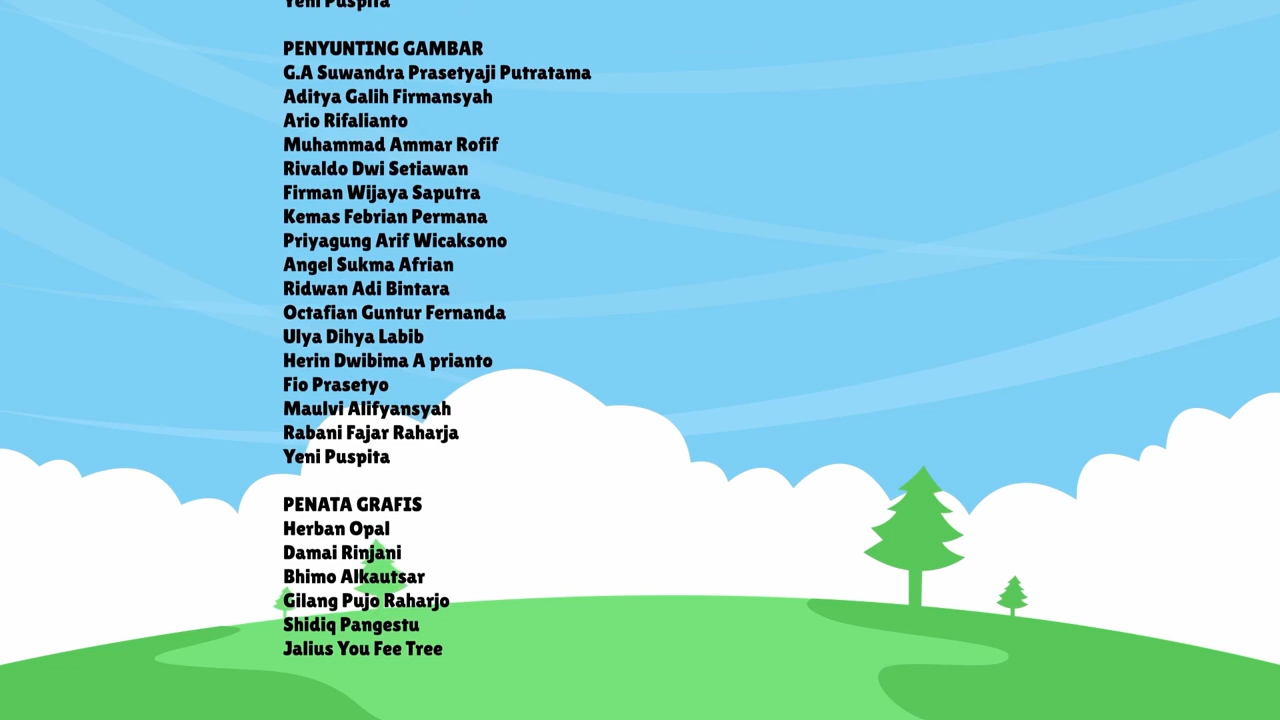 Yeni Puspita
PENYUNTING GAMBAR
G.A Suwandra Prasetyaji Putratama
Aditya Galih Firmansyah
Ario Rifalianto
Muhammad Ammar Rofif
Rivaldo Dwi Setiawan
Firman Wijaya Saputra
Kemas Febrian Permana
Priyagung Arif Wicaksono
Angel Sukma Afrian
Ridwan Adi Bintara
Octafian Guntur Fernanda
Ulya Dihya Labib
Herin Dwibima A prianto
Fio Prasetyo
Maulvi Alifyansyah
Rabani Fajar Raharja
Yeni Puspita
PENATA GRAFIS
Herban Opal
Damai Rinjani
Bhimo Alkautsar
Gilang Pujo Raharjo
Shidiq Pangestu
Jalius You Fee Tree